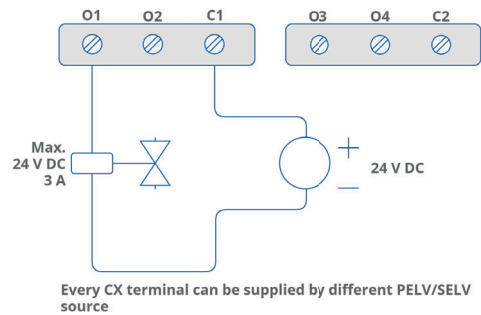 O1 O2 C1 O3 O4 C2
Max.
24 V DC
3 A
24 V DC
Every CX terminal can be supplied by different PELV/SELV
source